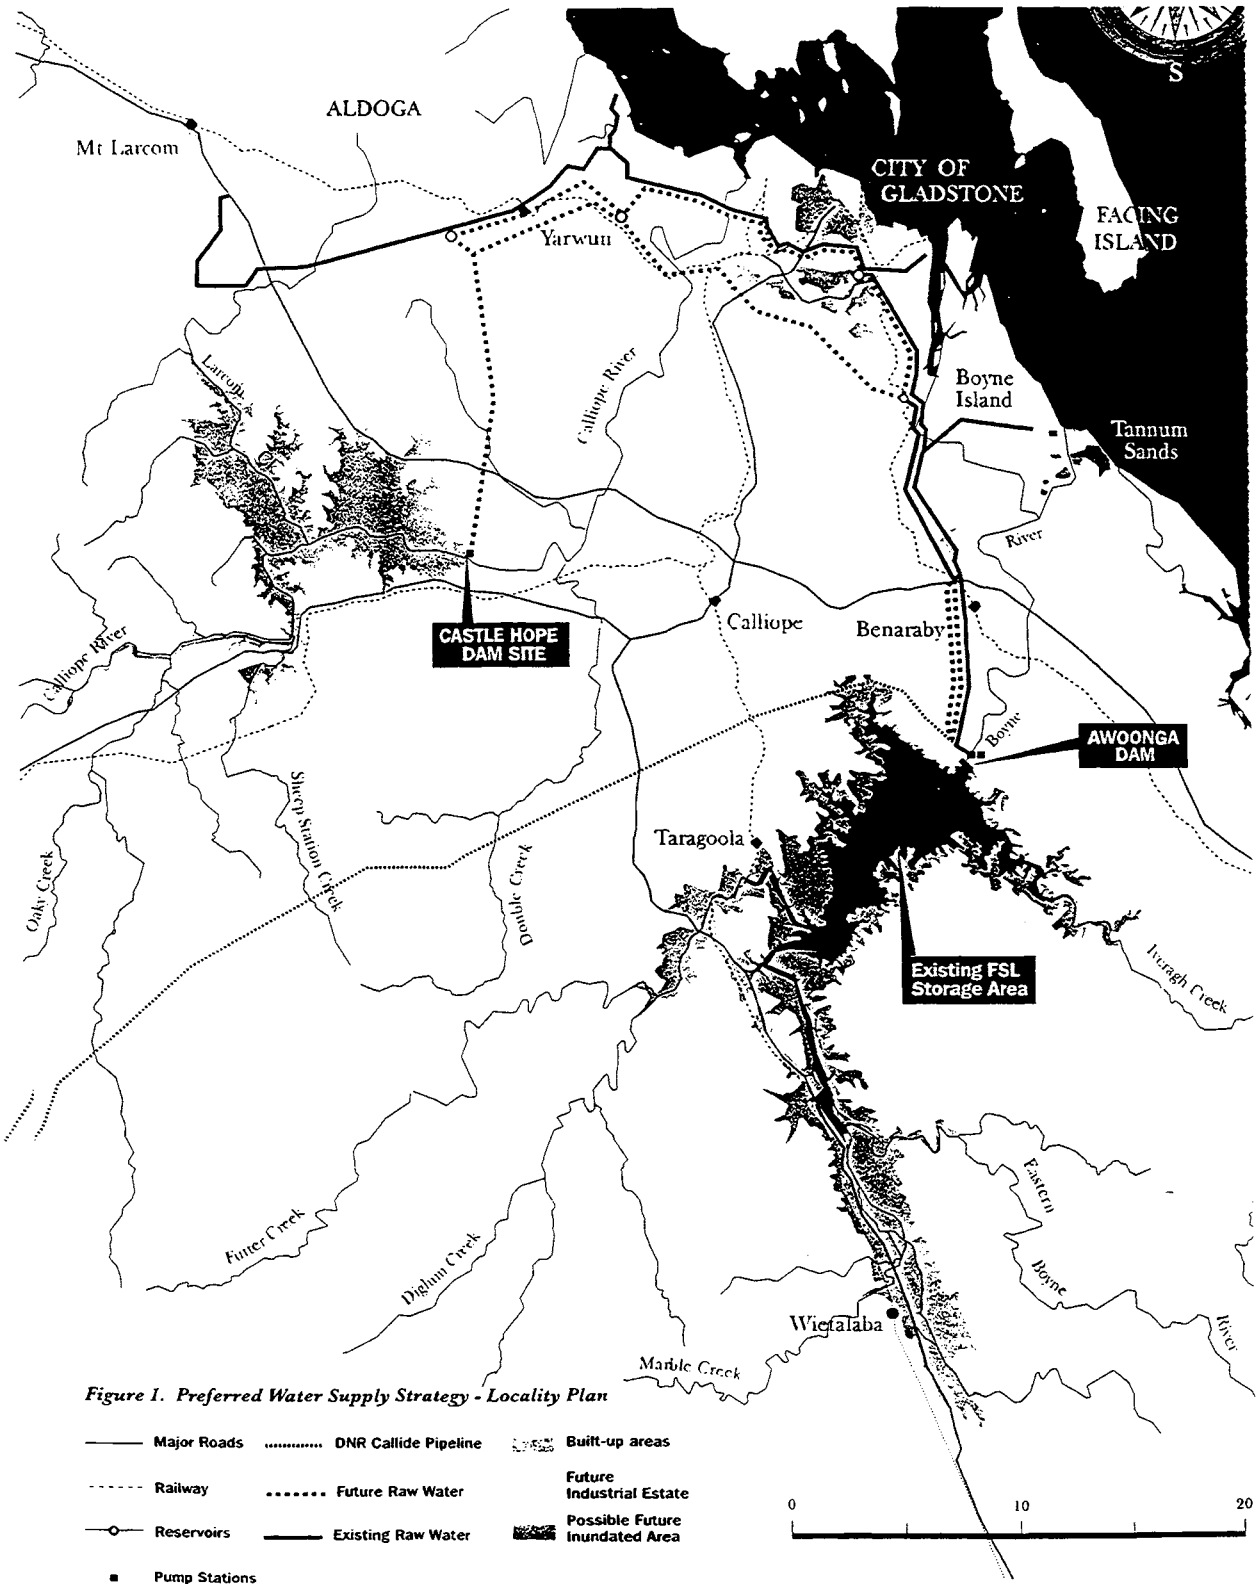 S
ALDOGA
Mt Larcom
CITY OF
GLADSTONE
FACING
ISLAND
Yarwun
Larcom
Calliope River
Boyne
Island
Tannum
Sands
River
CASTLE HOPE
DAM SITE
Calliope
Benaraby
Calliope River
Boyne
AWOONGA
DAM
Taragoola
Sheep Station Creek
Oaky Creek
Double Creek
Existing FSL
Storage Area
Iveragh Creek
Eastern
Boyne
River
Futter Creek
Diglum Creek
Wietalaba
Marble Creek
Figure 1. Preferred Water Supply Strategy - Locality Plan
Major Roads
DNR Callide Pipeline
Built-up areas
Railway
Future Raw Water
Future
Industrial Estate
Reservoirs
Existing Raw Water
Possible Future
Inundated Area
Pump Stations
0 10 20